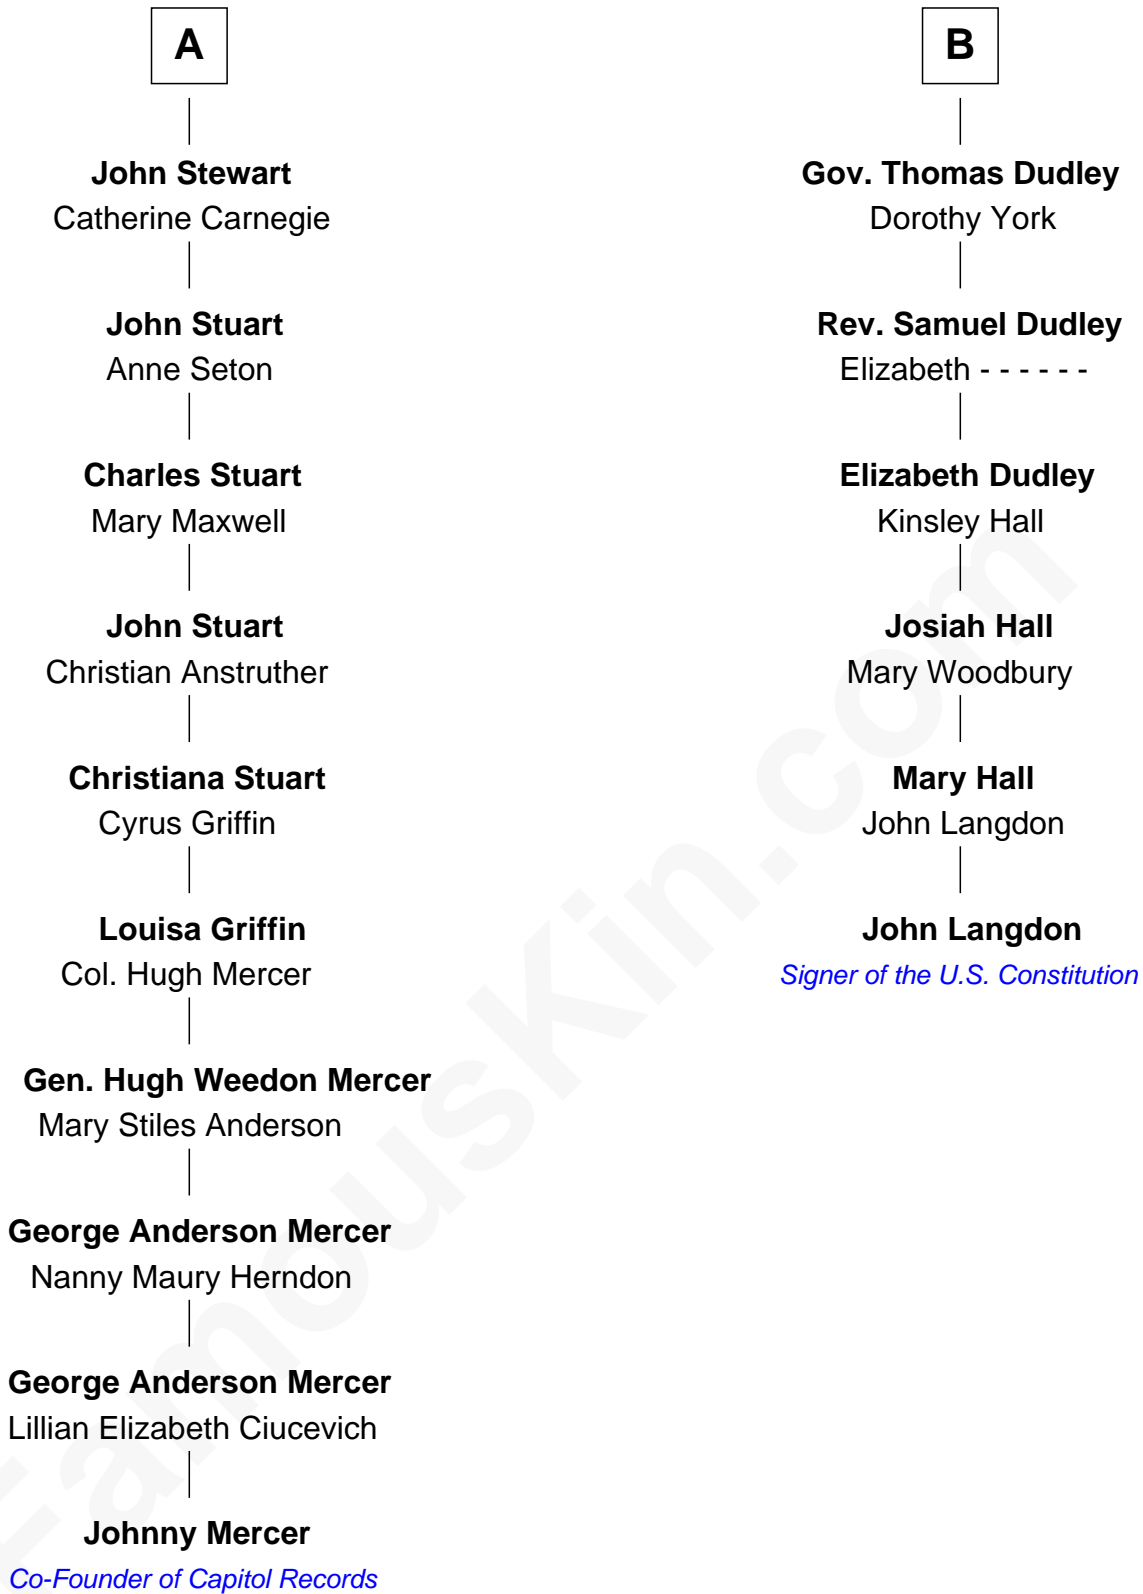 A
John Stewart
Catherine Carnegie
John Stuart
Anne Seton
Charles Stuart
Mary Maxwell
John Stuart
Christian Anstruther
Christiana Stuart
Cyrus Griffin
Louisa Griffin
Col. Hugh Mercer
Gen. Hugh Weedon Mercer
Mary Stiles Anderson
George Anderson Mercer
Nanny Maury Herndon
George Anderson Mercer
Lillian Elizabeth Ciucevich
Johnny Mercer
Co-Founder of Capitol Records
B
Gov. Thomas Dudley
Dorothy York
Rev. Samuel Dudley
Elizabeth - - - - - -
Elizabeth Dudley
Kinsley Hall
Josiah Hall
Mary Woodbury
Mary Hall
John Langdon
John Langdon
Signer of the U.S. Constitution
FamousKin.com